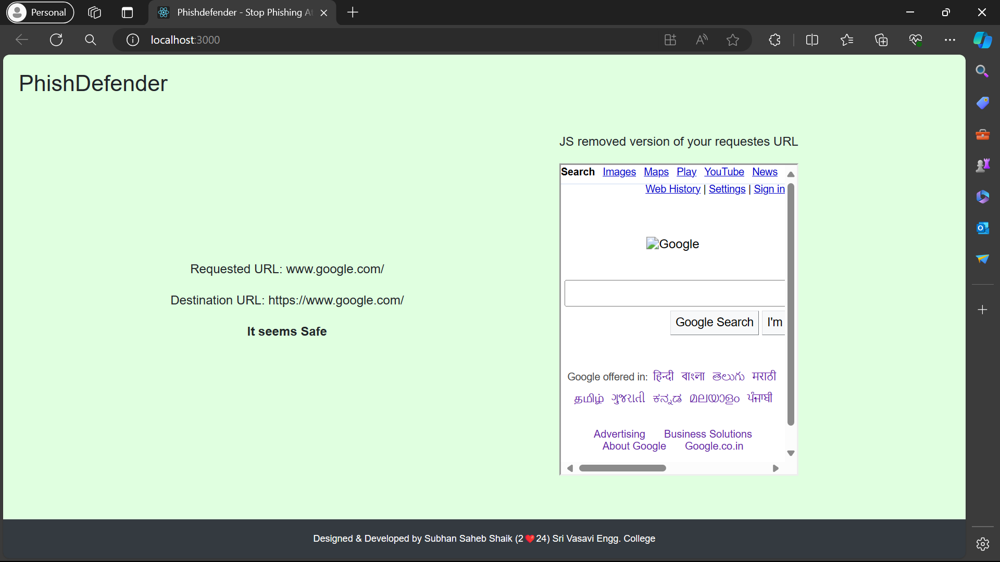 Personal
Phishdefender - Stop Phishing At
localhost:3000
PhishDefender
Requested URL: www.google.com/
Destination URL: https://www.google.com/
It seems Safe
JS removed version of your requestes URL
Search Images Maps Play YouTube News
Web History | Settings | Sign in
Google
Google Search I'm
Google offered in: हिन्दी বাংলা తెలుగు मराठी
தமிழ் ગુજરાતી ಕನ್ನಡ മലയാളം ਪੰਜਾਬੀ
Advertising Business Solutions
About Google Google.co.in
Designed & Developed by Subhan Saheb Shaik (2❤️24) Sri Vasavi Engg. College